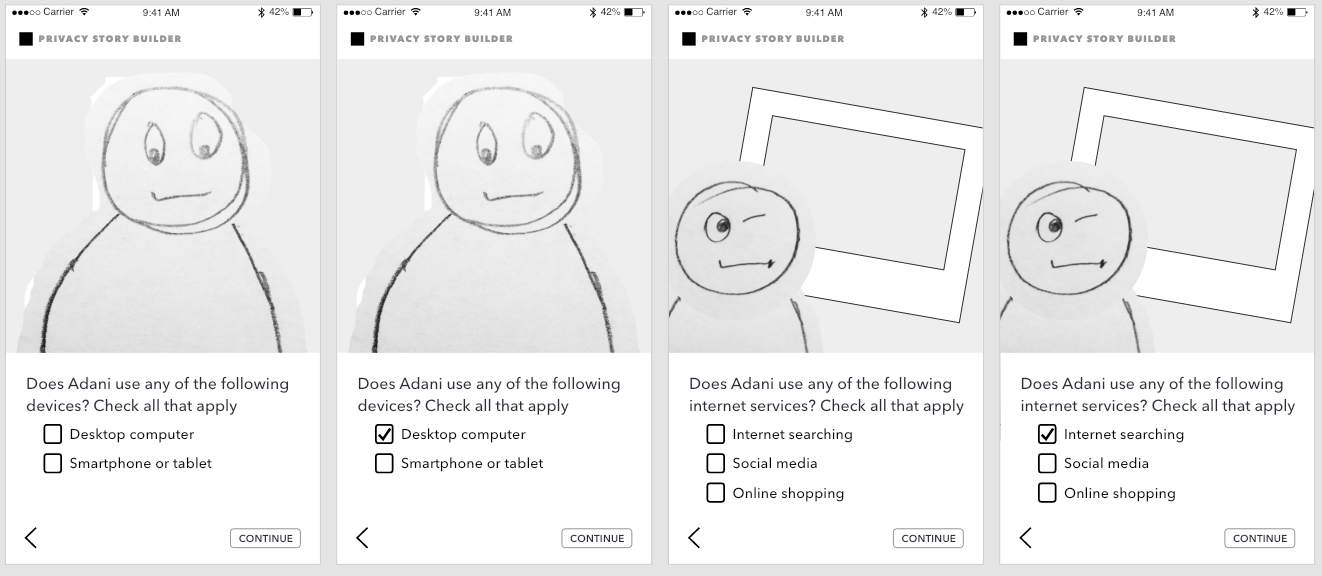 Carrier 9:41 AM 42%
PRIVACY STORY BUILDER
Does Adani use any of the following
devices? Check all that apply
Desktop computer
Smartphone or tablet
CONTINUE
Carrier 9:41 AM 42%
PRIVACY STORY BUILDER
Does Adani use any of the following
devices? Check all that apply
Desktop computer
Smartphone or tablet
CONTINUE
Carrier 9:41 AM 42%
PRIVACY STORY BUILDER
Does Adani use any of the following
internet services? Check all that apply
Internet searching
Social media
Online shopping
CONTINUE
Carrier 9:41 AM 42%
PRIVACY STORY BUILDER
Does Adani use any of the following
internet services? Check all that apply
Internet searching
Social media
Online shopping
CONTINUE